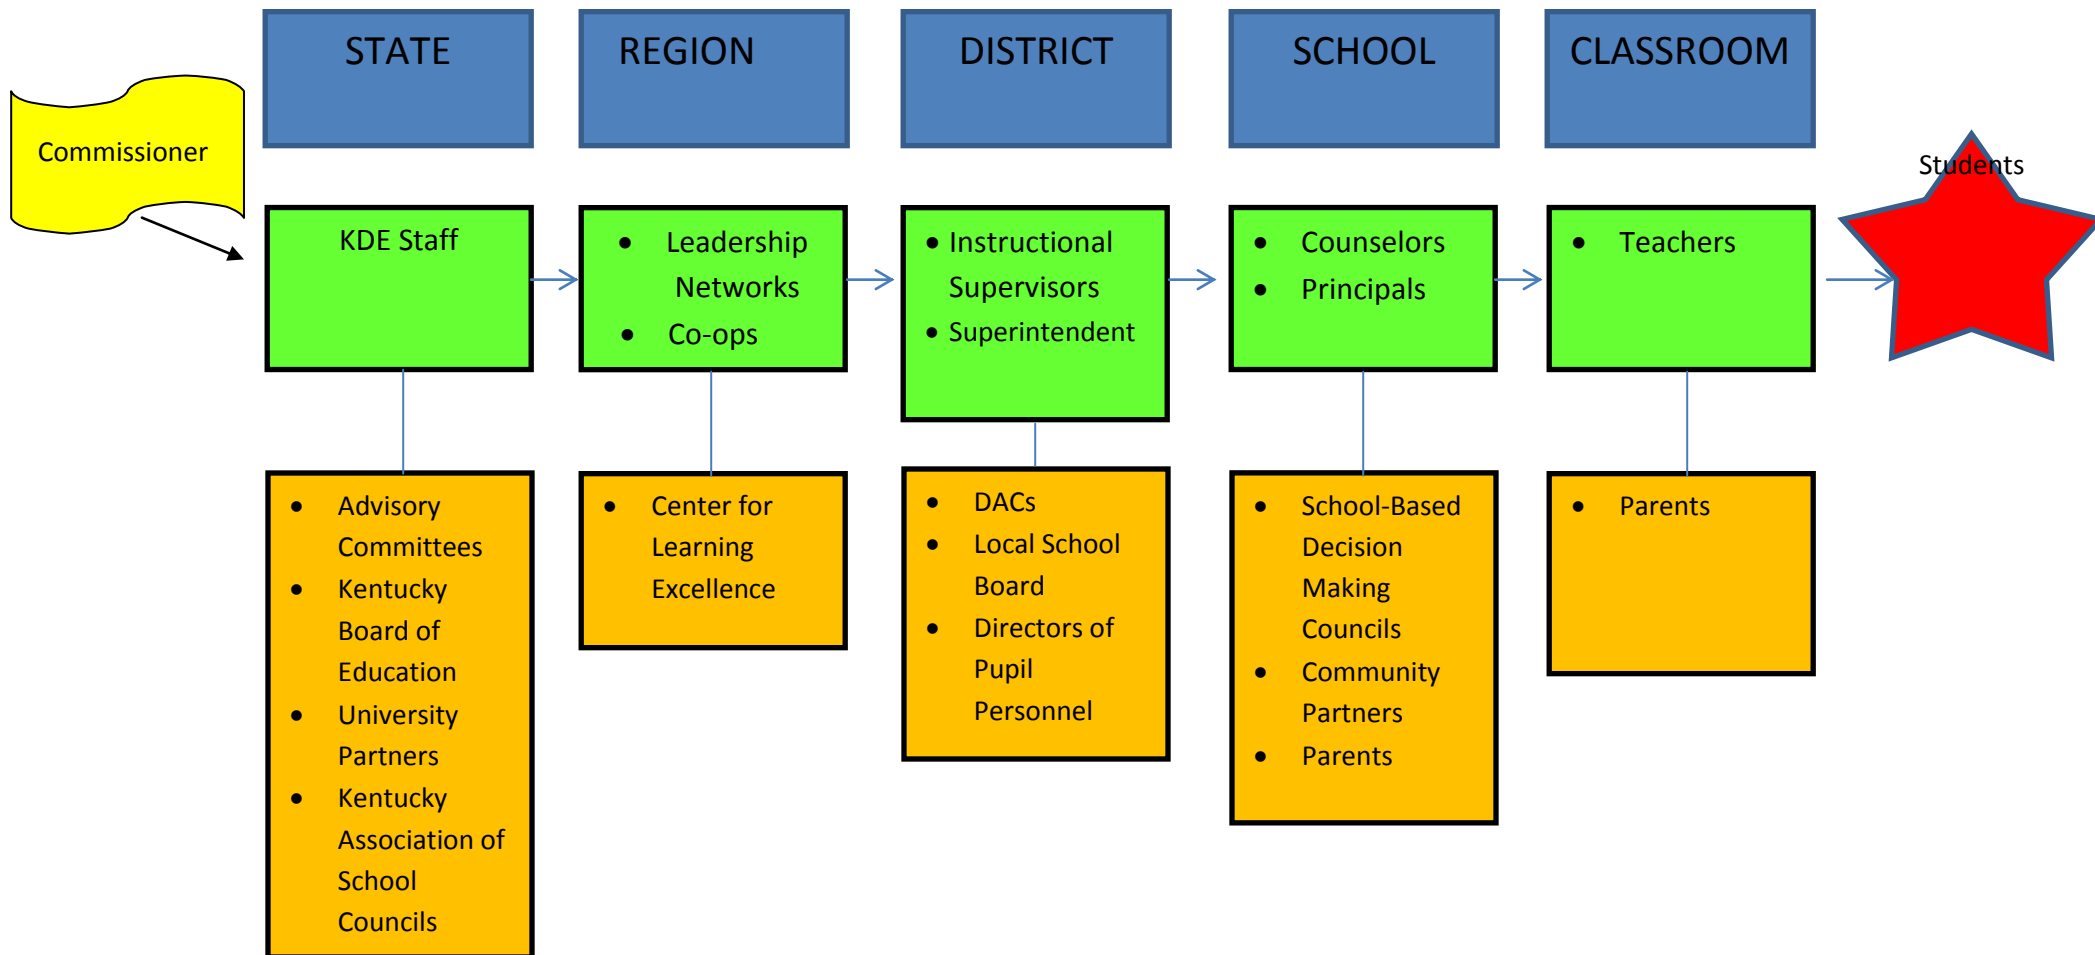 STATE
REGION
DISTRICT
SCHOOL
CLASSROOM
Commissioner
Students
KDE Staff
• Leadership
Networks
• Co-ops
• Instructional
Supervisors
• Superintendent
• Counselors
• Principals
• Teachers
• Advisory
Committees
• Kentucky
Board of
Education
• University
Partners
• Kentucky
Association of
School
Councils
• Center for
Learning
Excellence
• DACs
• Local School
Board
• Directors of
Pupil
Personnel
• School-Based
Decision
Making
Councils
• Community
Partners
• Parents
• Parents